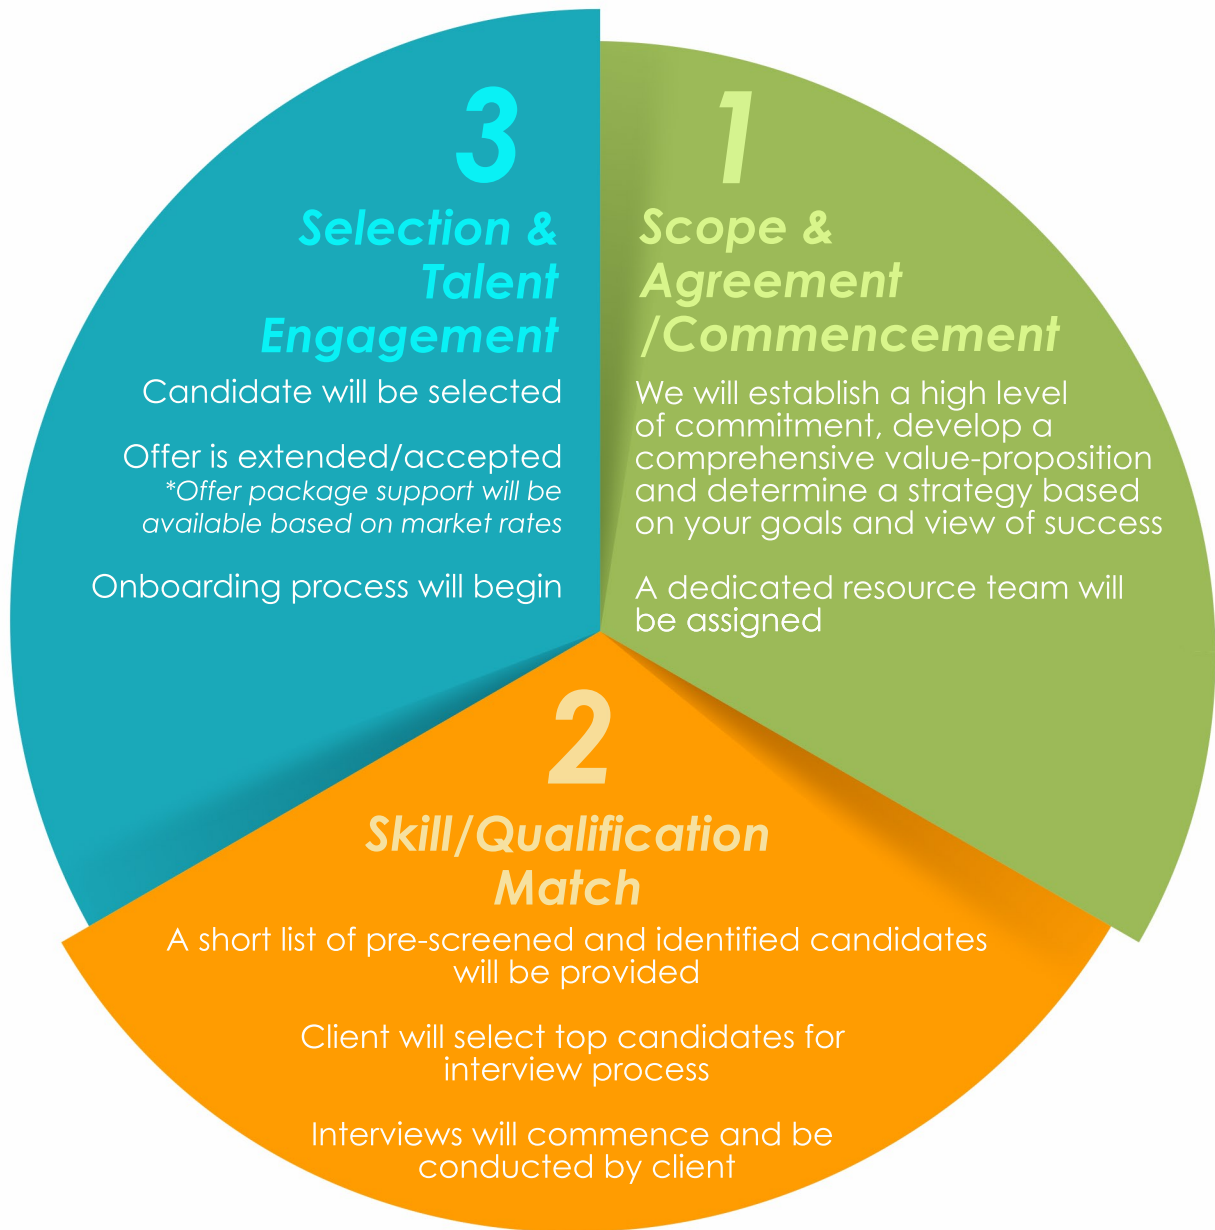 1
Scope &
Agreement
/Commencement
We will establish a high level
of commitment, develop a
comprehensive value-proposition
and determine a strategy based
on your goals and view of success
A dedicated resource team will
be assigned
2
Skill/Qualification
Match
A short list of pre-screened and identified candidates
will be provided
Client will select top candidates for
interview process
Interviews will commence and be
conducted by client
3
Selection &
Talent
Engagement
Candidate will be selected
Offer is extended/accepted
*Offer package support will be
available based on market rates
Onboarding process will begin